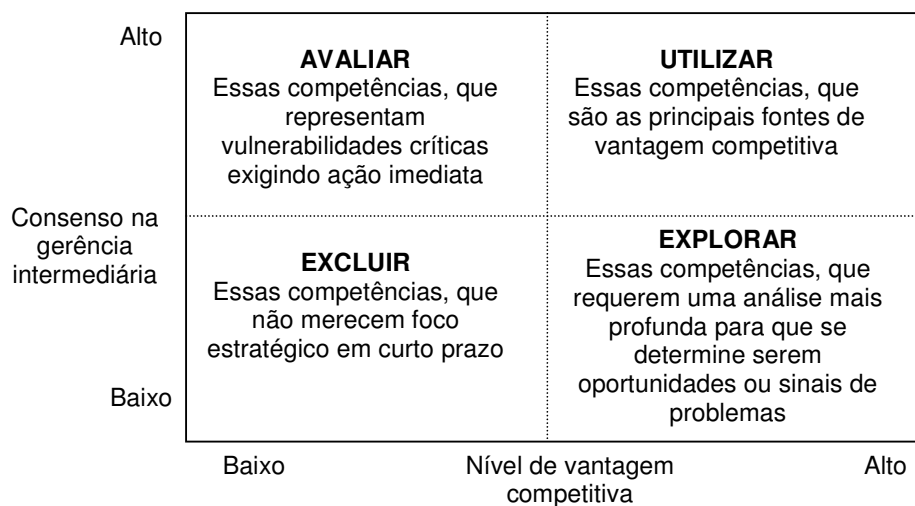 Alto
AVALIAR
Essas competências, que
representam
vulnerabilidades críticas
exigindo ação imediata
UTILIZAR
Essas competências, que
são as principais fontes de
vantagem competitiva
Consenso na
gerência
intermediária
EXCLUIR
Essas competências, que
não merecem foco
estratégico em curto prazo
EXPLORAR
Essas competências, que
requerem uma análise mais
profunda para que se
determine serem
oportunidades ou sinais de
problemas
Baixo
Baixo
Nível de vantagem
competitiva
Alto